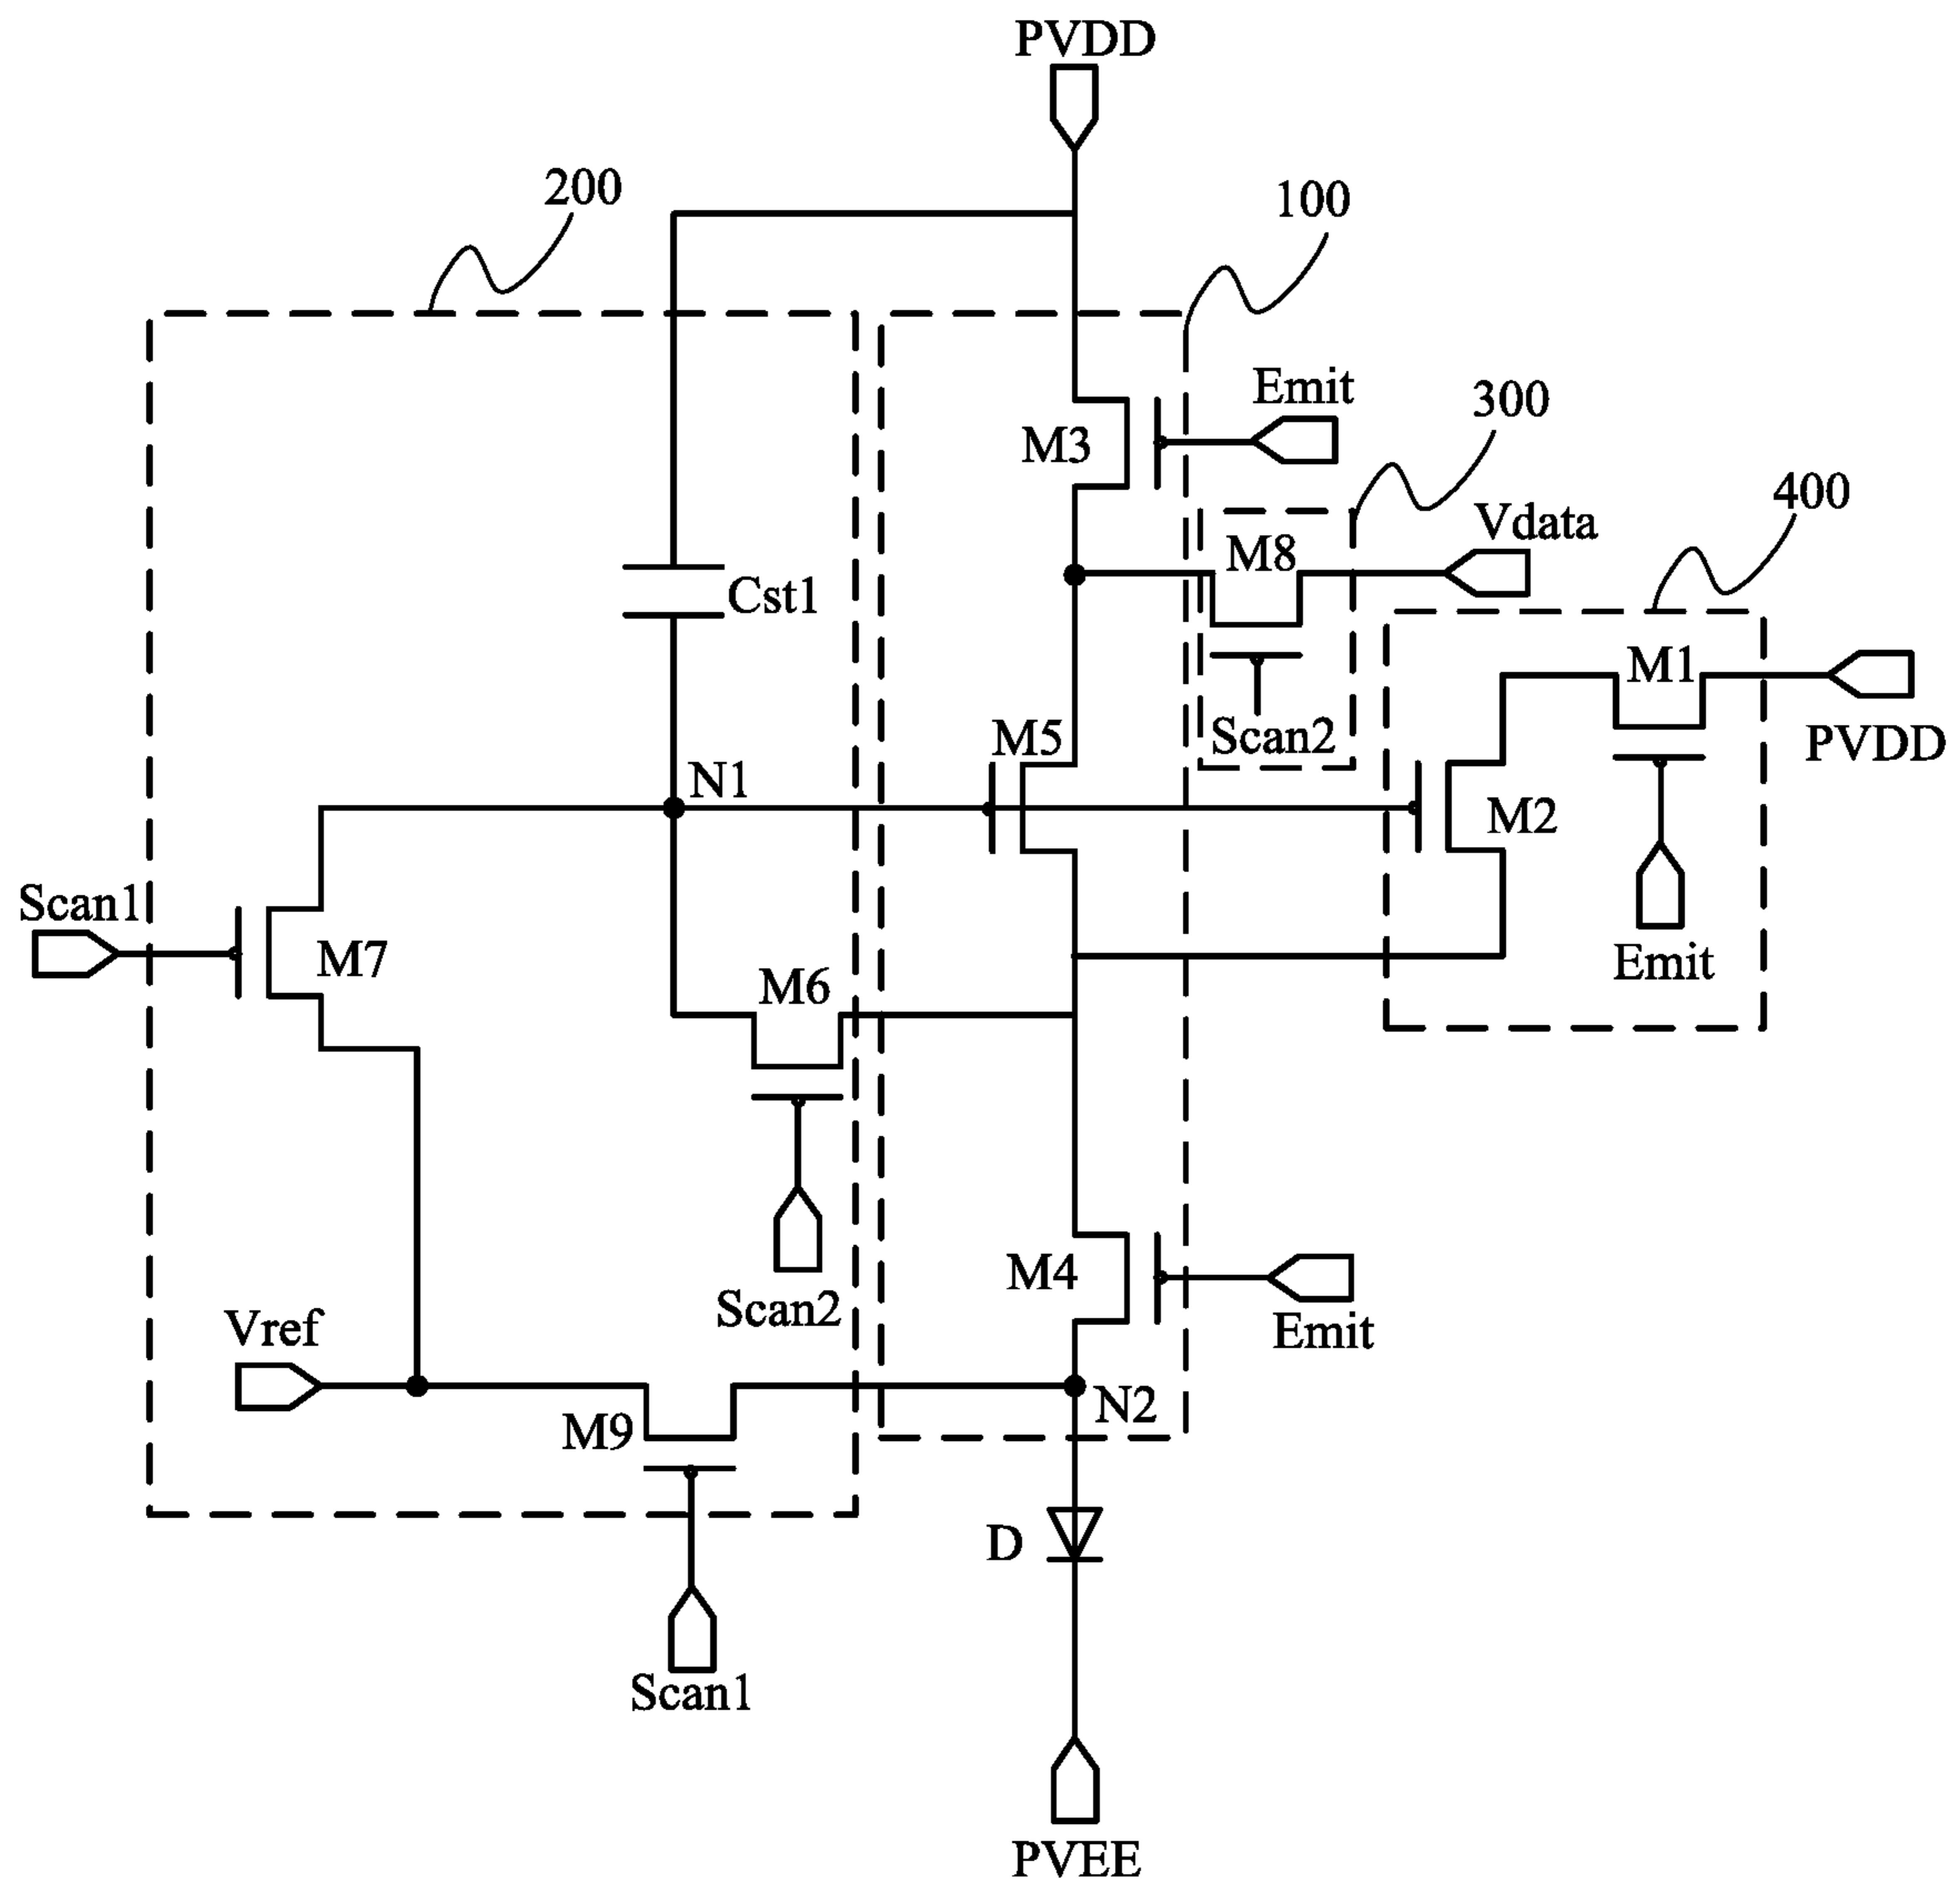 PVDD
200
100
Emit
M3
300
400
Vdata
M8
Cst1
M1
M5
Scan2
PVDD
N1
M2
Scan1
M7
M6
Emit
M4
Scan2
Vref
Emit
M9
N2
D
Scan1
PVEE